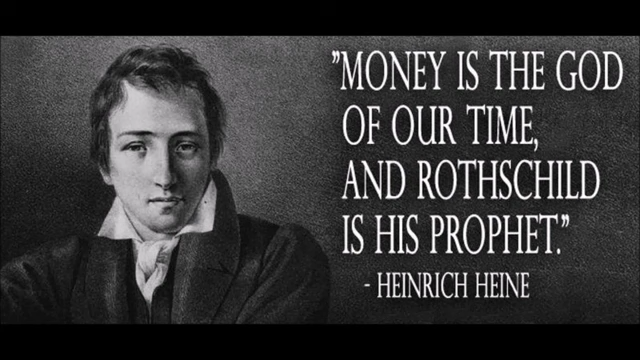 "MONEY IS THE GOD
OF OUR TIME,
AND ROTHSCHILD
IS HIS PROPHET."
- HEINRICH HEINE